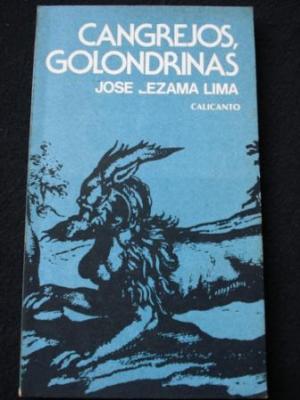 CANGREJOS,
GOLONDRINAS
JOSE LEZAMA LIMA
CALICANTO